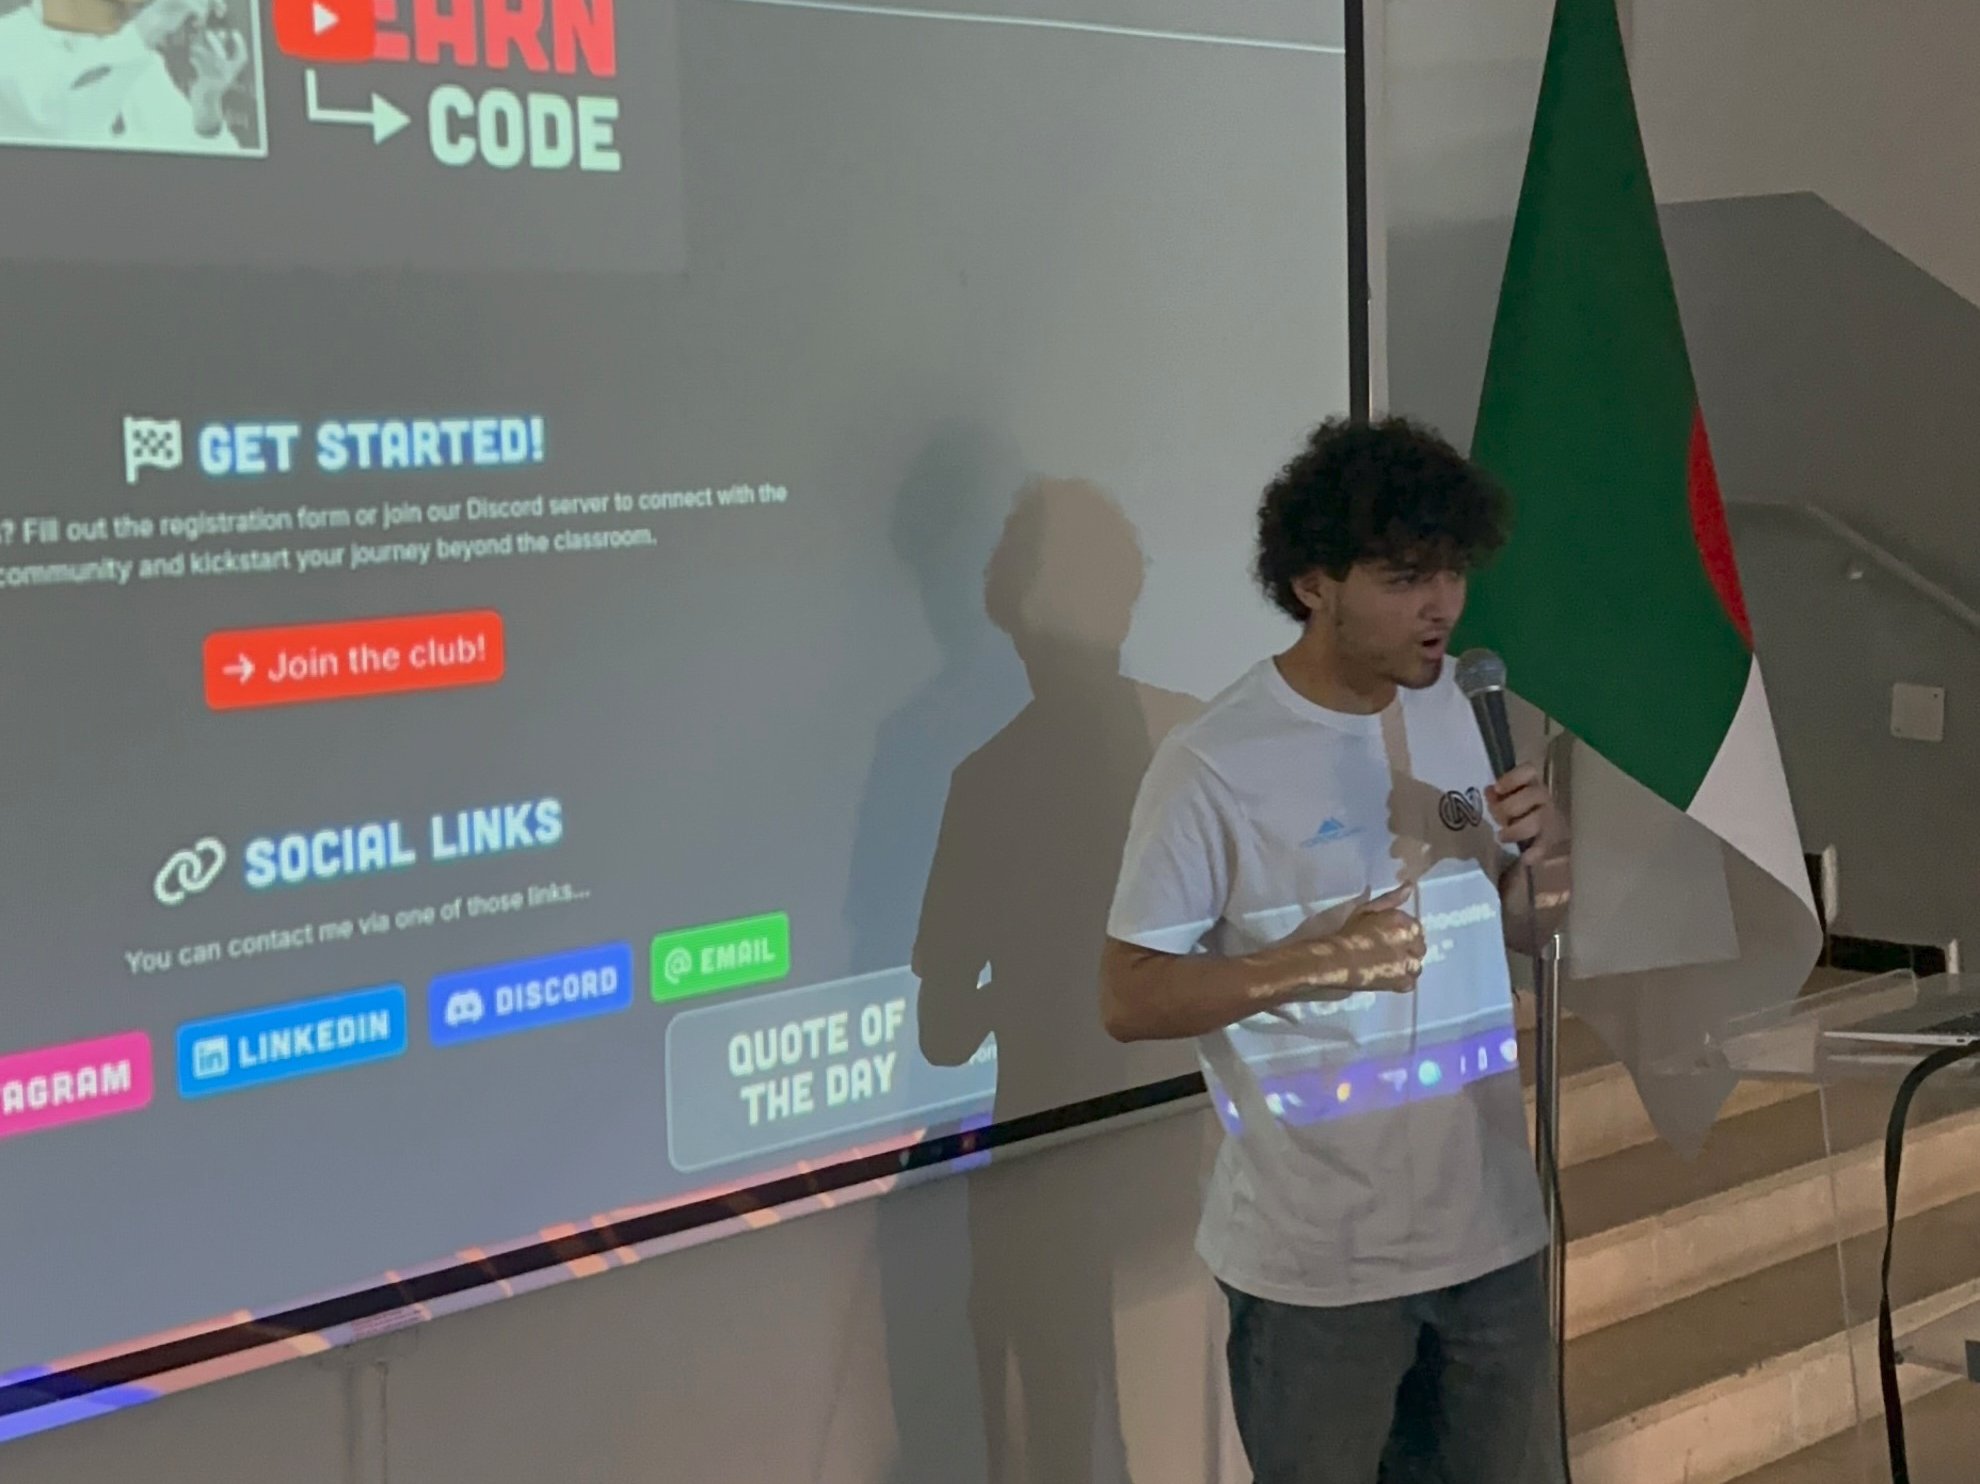 EARN
CODE
GET STARTED!
? Fill out the registration form or join our Discord server to connect with the
community and kickstart your journey beyond the classroom.
→ Join the club!
SOCIAL LINKS
You can contact me via one of those links...
AGRAM
LINKEDIN
DISCORD
@ EMAIL
QUOTE OF
THE DAY